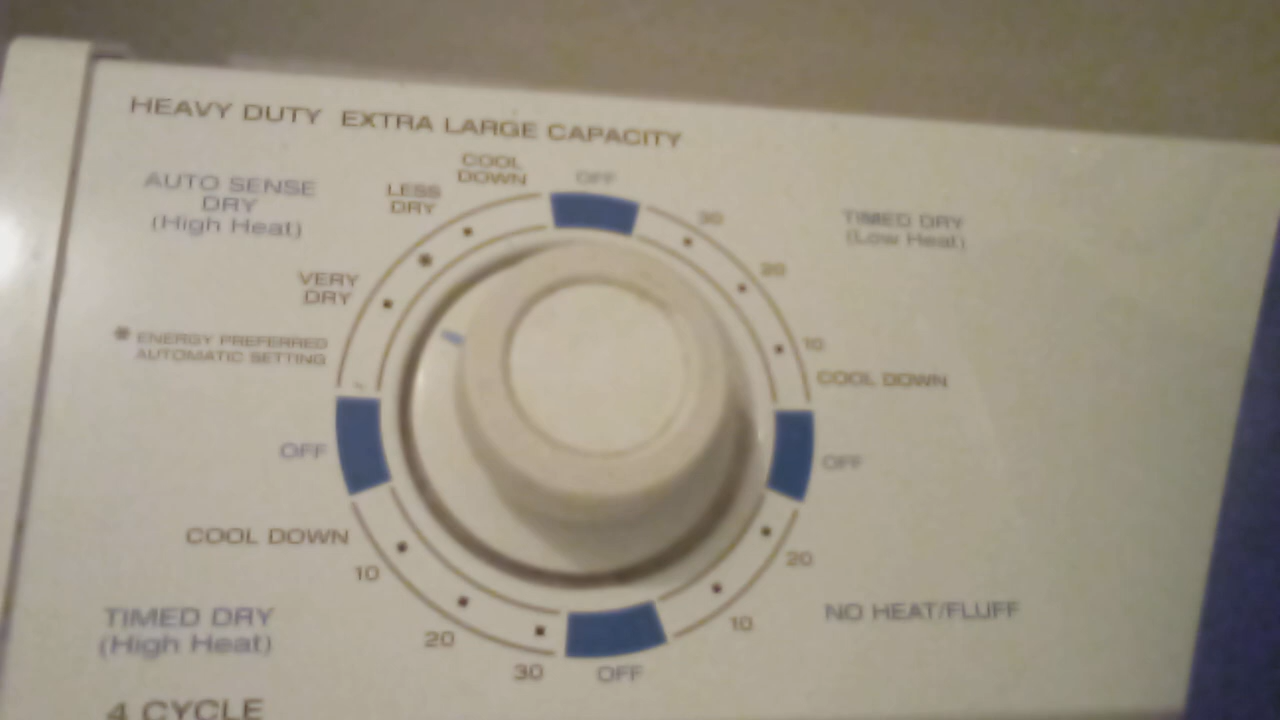 HEAVY DUTY EXTRA LARGE CAPACITY
AUTO SENSE
DRY
(High Heat)
LESS
DRY
COOL
DOWN
OFF
30
20
10
COOL DOWN
TIMED DRY
(Low Heat)
VERY
DRY
* ENERGY PREFERRED
AUTOMATIC SETTING
OFF
OFF
COOL DOWN
10
20
30
OFF
10
20
NO HEAT/FLUFF
TIMED DRY
(High Heat)
4 CYCLE